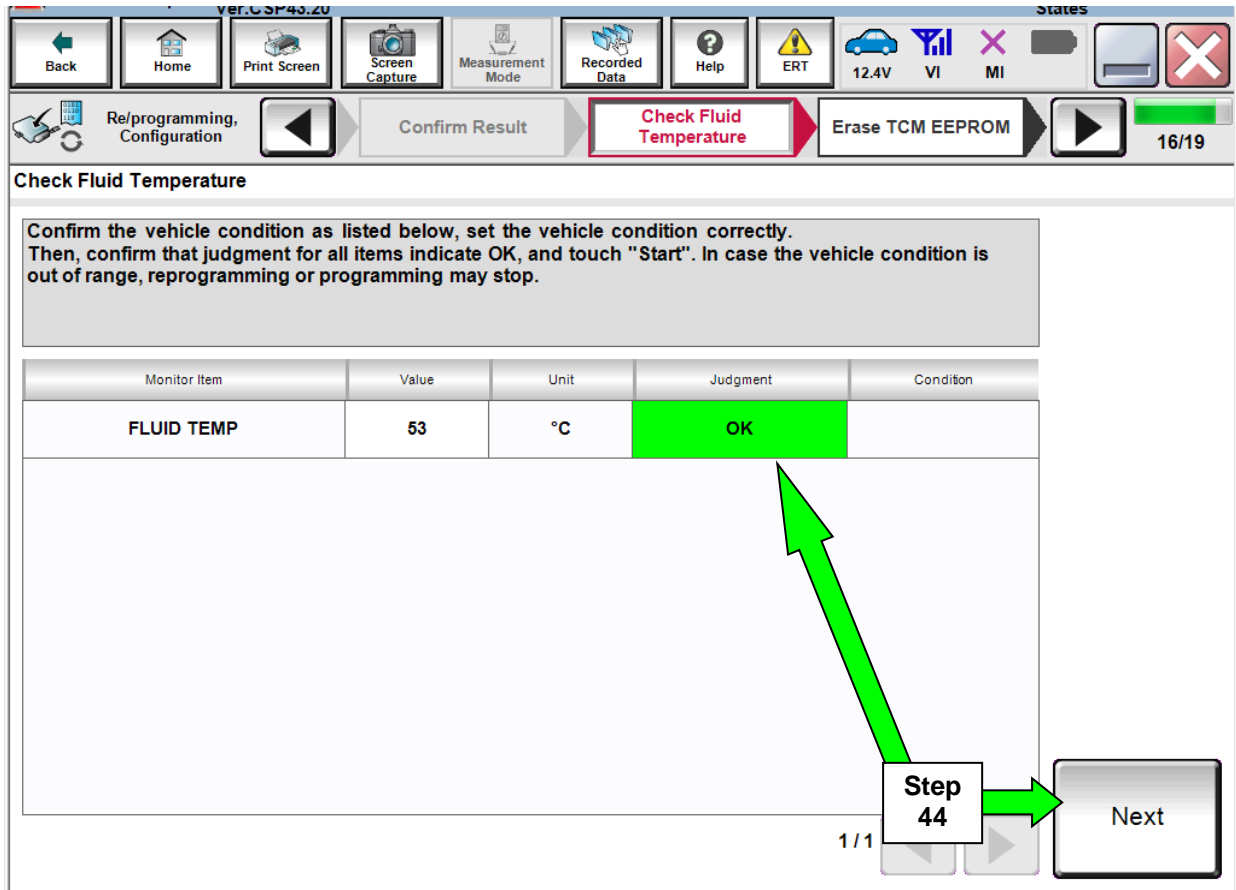 Ver.CSP43.20
States
Back
Home
Print Screen
Screen
Capture
Measurement
Mode
Recorded
Data
Help
ERT
12.4V
VI
MI
Re/programming,
Configuration
Confirm Result
Check Fluid
Temperature
Erase TCM EEPROM
16/19
Check Fluid Temperature
Confirm the vehicle condition as listed below, set the vehicle condition correctly.
Then, confirm that judgment for all items indicate OK, and touch "Start". In case the vehicle condition is
out of range, reprogramming or programming may stop.
Monitor Item
Value
Unit
Judgment
Condition
FLUID TEMP
53
°C
OK
Step
44
Next
1/1